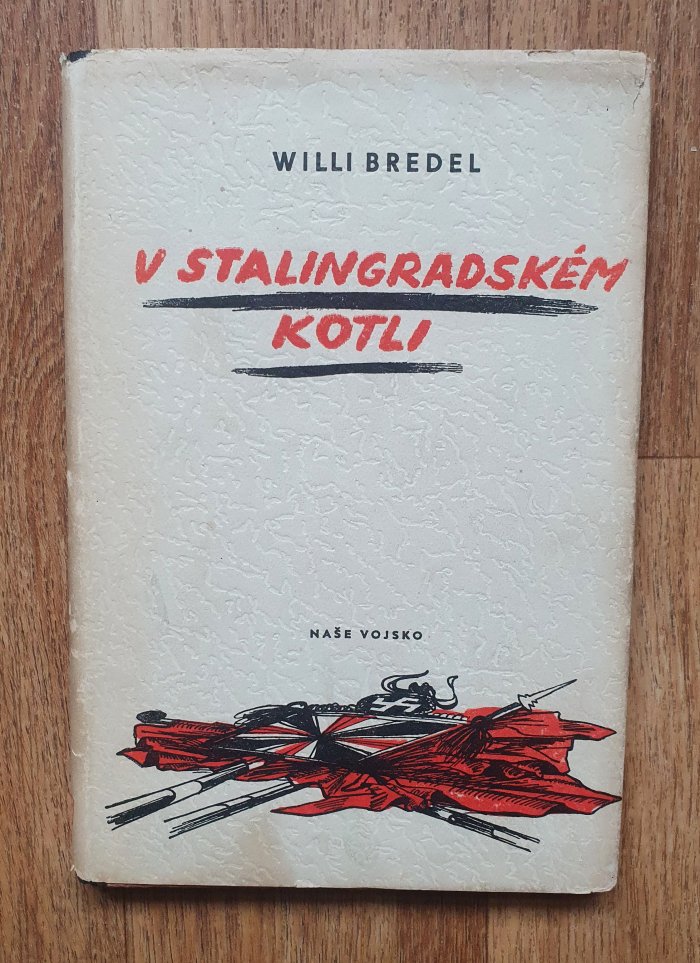 WILLI BREDEL
V STALINGRADSKÉM
KOTLI
NAŠE VOJSKO